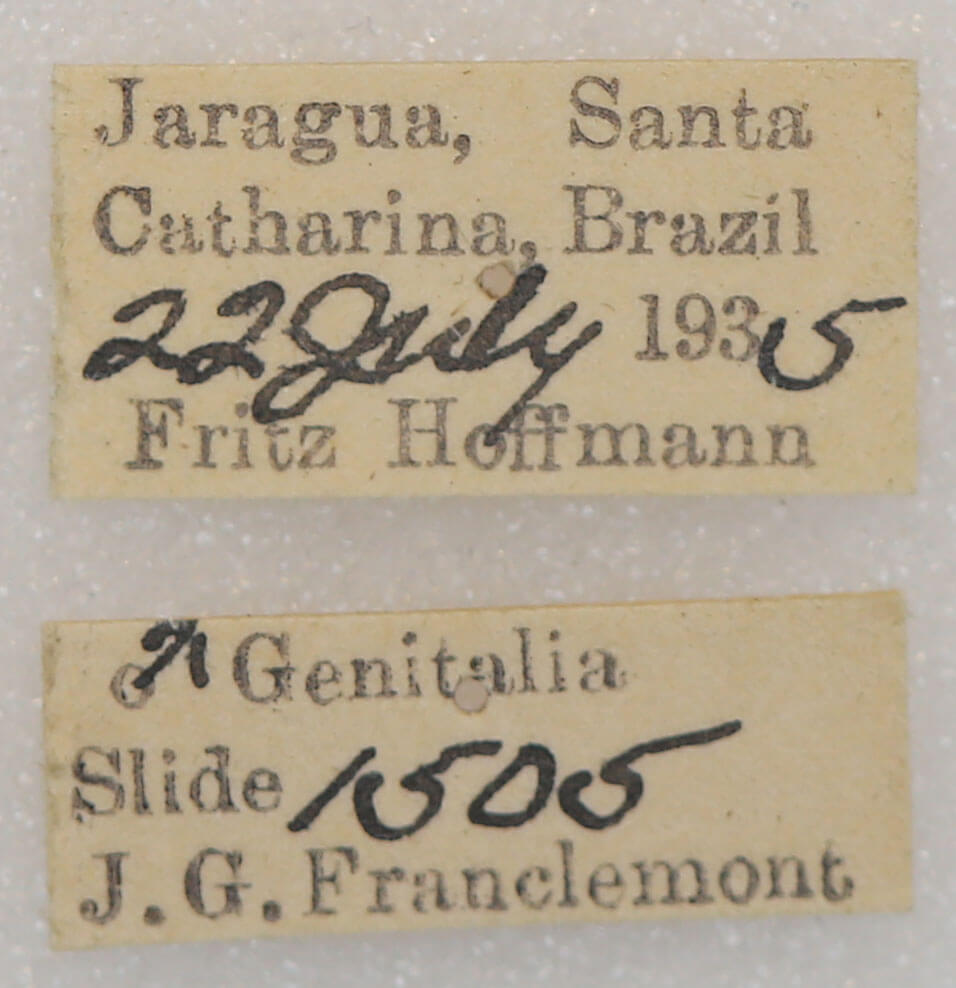 Jaragua, Santa
Catharina, Brazil
22 July 1935
Fritz Hoffmann
♂ Genitalia
Slide 1505
J. G. Franclemont